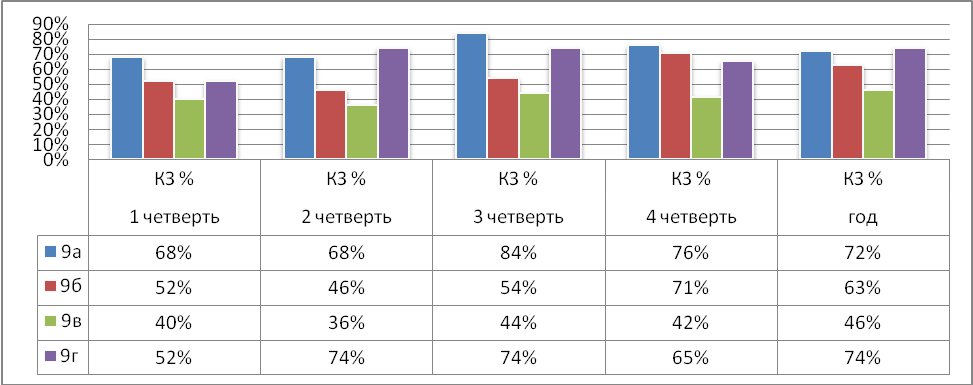 90%
80%
70%
60%
50%
40%
30%
20%
10%
0%
КЗ % КЗ % КЗ % КЗ % КЗ %
1 четверть 2 четверть 3 четверть 4 четверть год
9а 68% 68% 84% 76% 72%
9б 52% 46% 54% 71% 63%
9в 40% 36% 44% 42% 46%
9г 52% 74% 74% 65% 74%